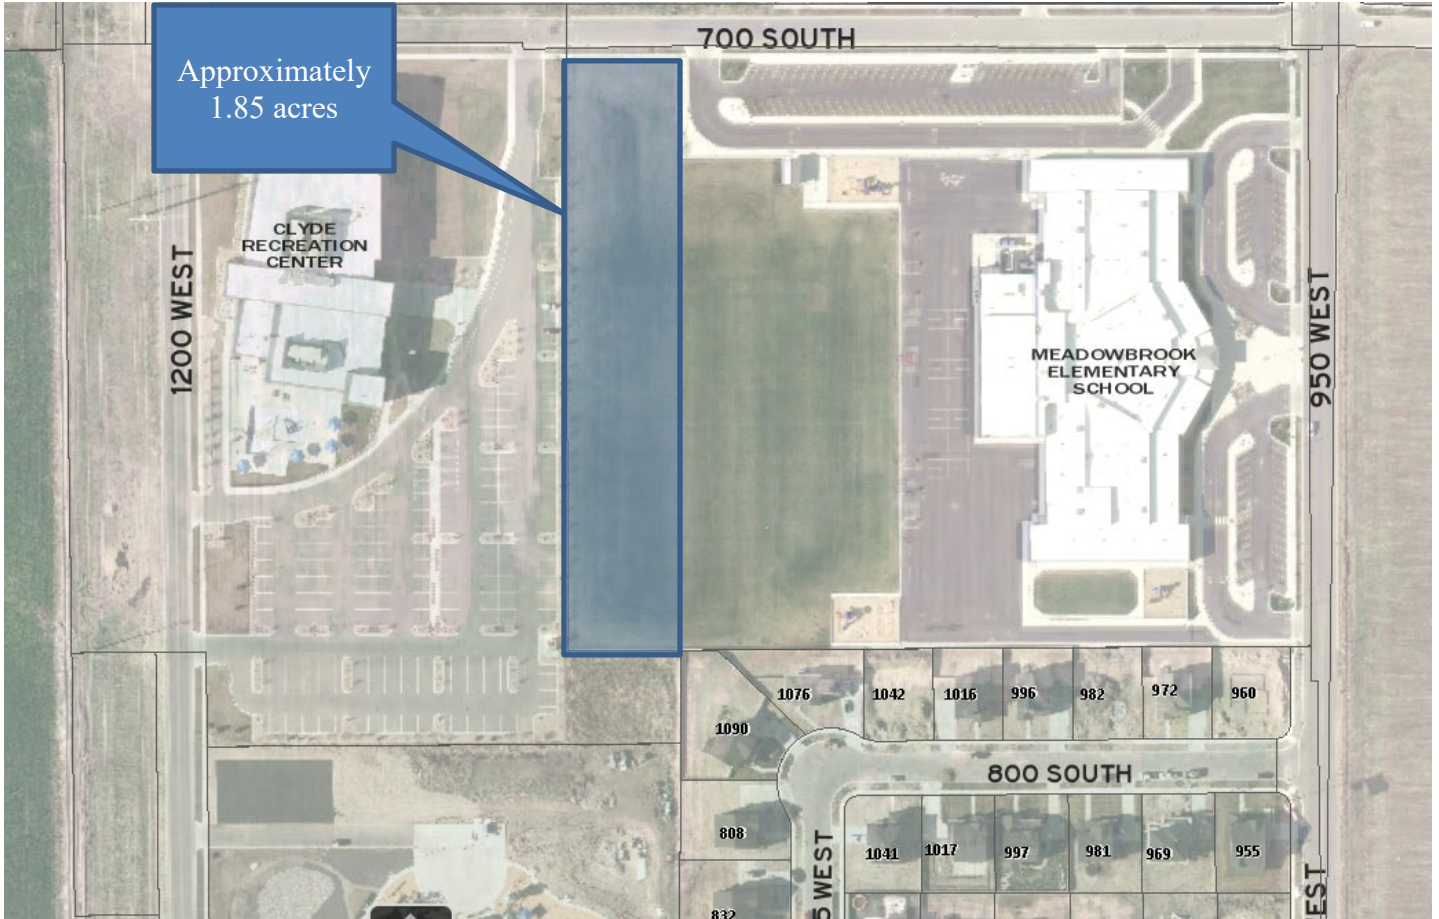 700 SOUTH
Approximately
1.85 acres
CLYDE
RECREATION
CENTER
1200 WEST
MEADOWBROOK
ELEMENTARY
SCHOOL
950 WEST
1076
1042
1016
996
982
972
960
1090
800 SOUTH
808
1041
1017
997
981
969
955
832
5 WEST
EST